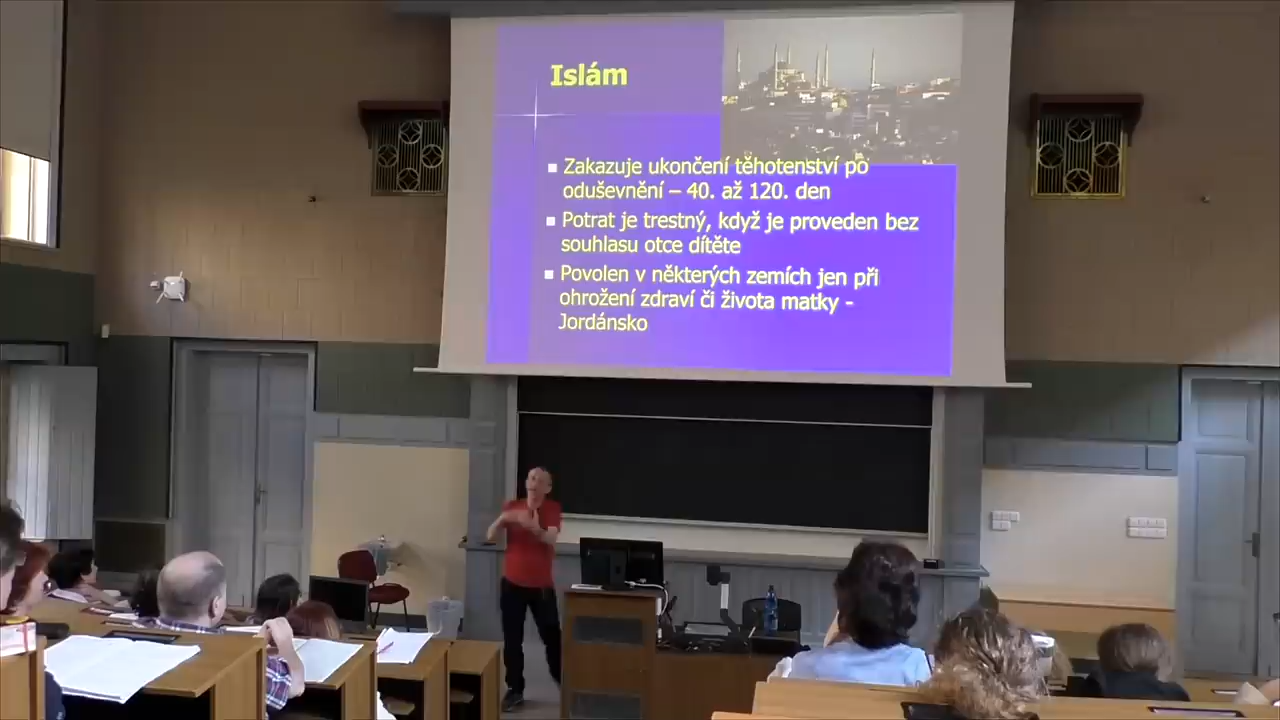 Islám
Zakazuje ukončení těhotenství po
oduševnění – 40. až 120. den
Potrat je trestný, když je proveden bez
souhlasu otce dítěte
Povolen v některých zemích jen při
ohrožení zdraví či života matky -
Jordánsko